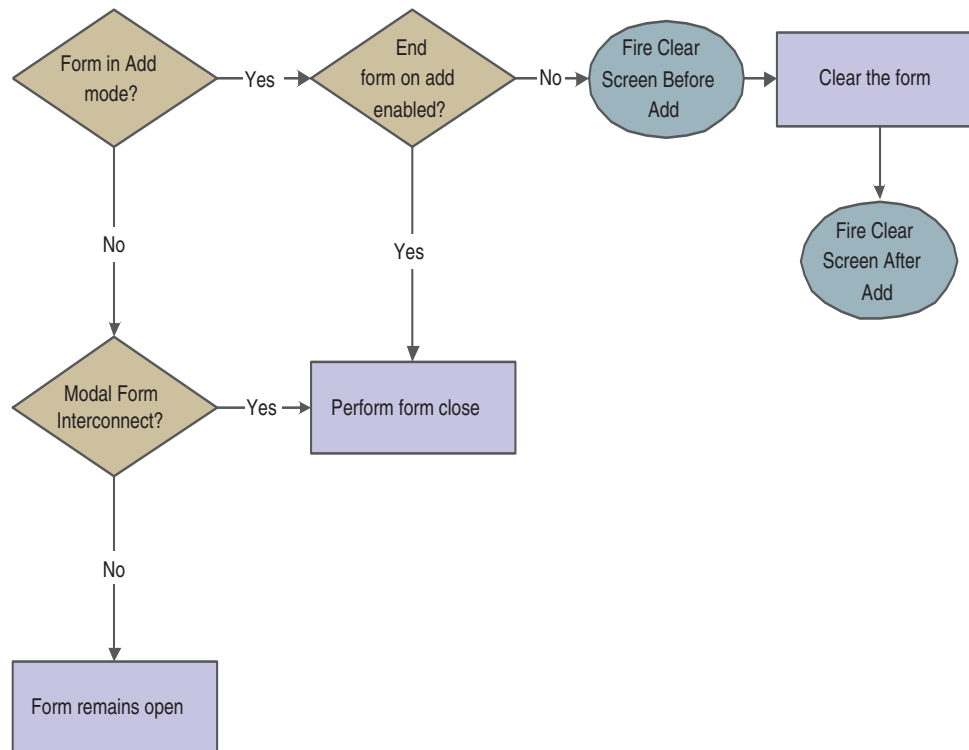 Form in Add
mode?
Yes
End
form on add
enabled?
No
Fire Clear
Screen Before
Add
Clear the form
No
Yes
Fire Clear
Screen After
Add
Modal Form
Interconnect?
Yes
Perform form close
No
Form remains open